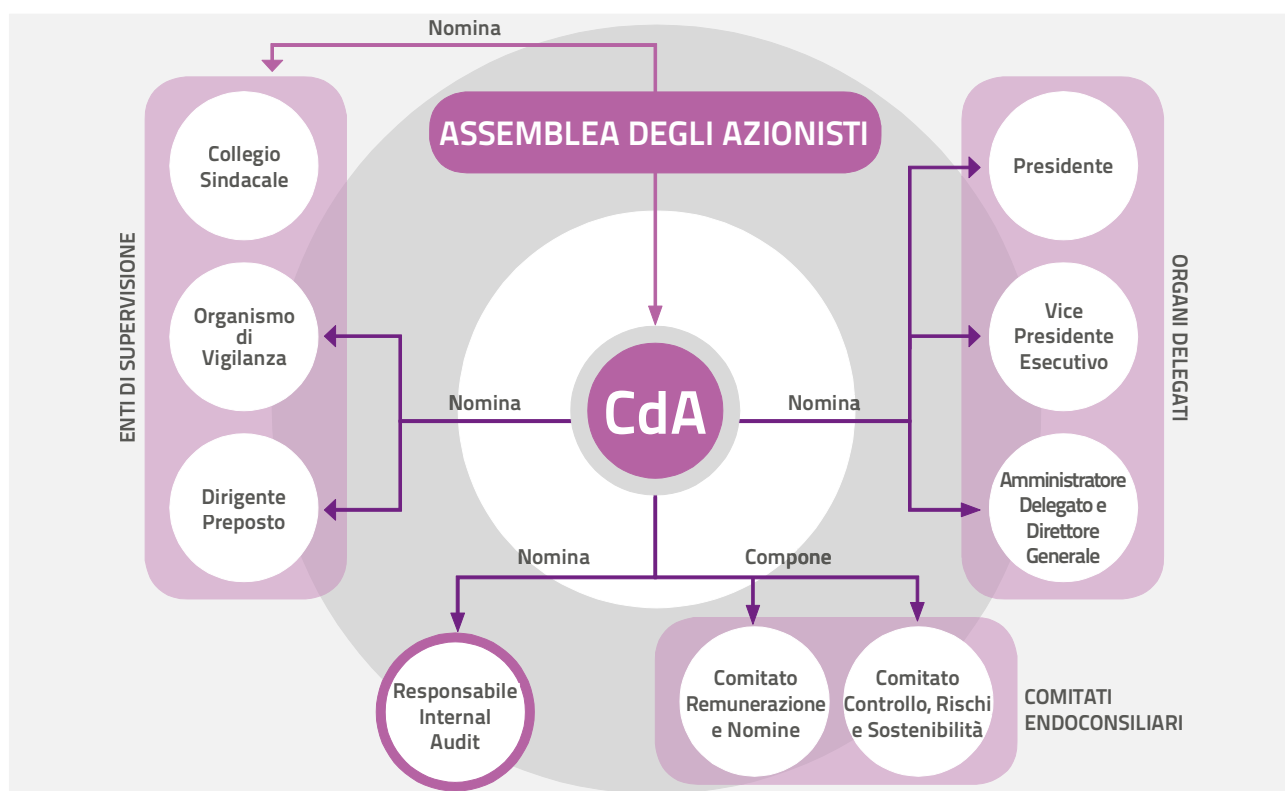 Nomina
ASSEMBLEA DEGLI AZIONISTI
ENTI DI SUPERVISIONE
Collegio
Sindacale
Organismo
di
Vigilanza
Dirigente
Preposto
Nomina
CdA
Nomina
Presidente
Vice
Presidente
Esecutivo
Amministratore
Delegato e
Direttore
Generale
ORGANI DELEGATI
Nomina
Compone
Responsabile
Internal
Audit
Comitato
Remunerazione
e Nomine
Comitato
Controllo, Rischi
e Sostenibilità
COMITATI
ENDOCONSILIARI